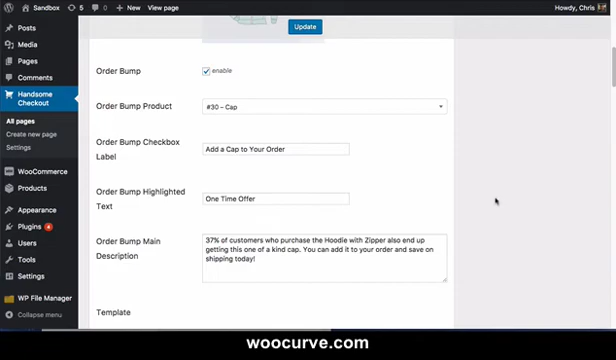 Sandbox 5 0 + New View page Howdy, Chris
Posts
Media
Pages
Comments
Handsome
Checkout
All pages
Create new page
Settings
WooCommerce
Products
Appearance
Plugins 4
Users
Tools
Settings
WP File Manager
Collapse menu
Update
Order Bump enable
Order Bump Product #30 – Cap
Order Bump Checkbox
Label
Add a Cap to Your Order
Order Bump Highlighted
Text
One Time Offer
Order Bump Main
Description
37% of customers who purchase the Hoodie with Zipper also end up
getting this one of a kind cap. You can add it to your order and save on
shipping today!
Template
woocurve.com